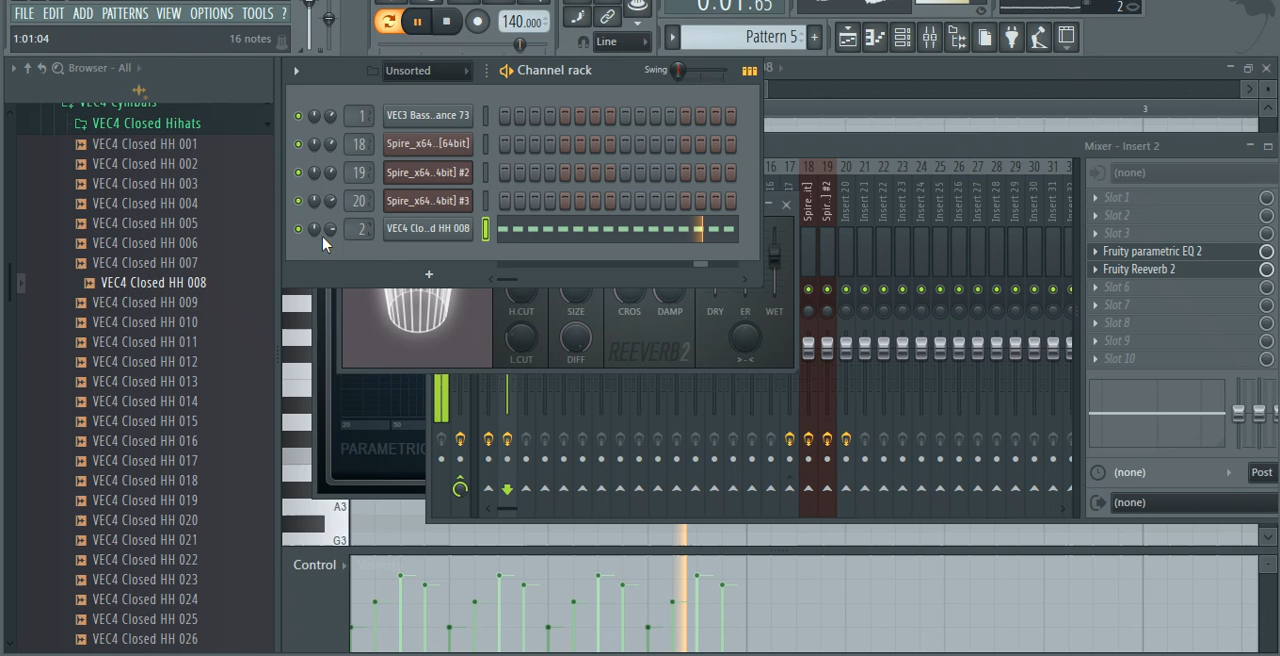 FILE EDIT ADD PATTERNS VIEW OPTIONS TOOLS ?
1:01:04 16 notes
140.000
Line
Pattern 5
2
Browser - All
VEC4 Cymbals
VEC4 Closed Hihats
VEC4 Closed HH 001
VEC4 Closed HH 002
VEC4 Closed HH 003
VEC4 Closed HH 004
VEC4 Closed HH 005
VEC4 Closed HH 006
VEC4 Closed HH 007
VEC4 Closed HH 008
VEC4 Closed HH 009
VEC4 Closed HH 010
VEC4 Closed HH 011
VEC4 Closed HH 012
VEC4 Closed HH 013
VEC4 Closed HH 014
VEC4 Closed HH 015
VEC4 Closed HH 016
VEC4 Closed HH 017
VEC4 Closed HH 018
VEC4 Closed HH 019
VEC4 Closed HH 020
VEC4 Closed HH 021
VEC4 Closed HH 022
VEC4 Closed HH 023
VEC4 Closed HH 024
VEC4 Closed HH 025
VEC4 Closed HH 026
Unsorted
Channel rack
Swing
1 VEC3 Bass..ance 73
18 Spire_x64..[64bit]
19 Spire_x64..4bit] #2
20 Spire_x64..4bit] #3
2 VEC4 Clo..d HH 008
H.CUT SIZE CROS DAMP DRY ER WET
L.CUT DIFF REEVERB2 >-<
20 50
PARAMETRIC
3
16 17 18 19 20 21 22 23 24 25 26 27 28 29 30 31
Spire..it]
Spir..] #2
Insert 20
Insert 21
Insert 22
Insert 23
Insert 24
Insert 25
Insert 26
Insert 27
Insert 28
Insert 29
Insert 30
Insert 31
Mixer - Insert 2
(none)
Slot 1
Slot 2
Slot 3
Fruity parametric EQ 2
Fruity Reeverb 2
Slot 6
Slot 7
Slot 8
Slot 9
Slot 10
(none) Post
(none)
A3
G3
Control